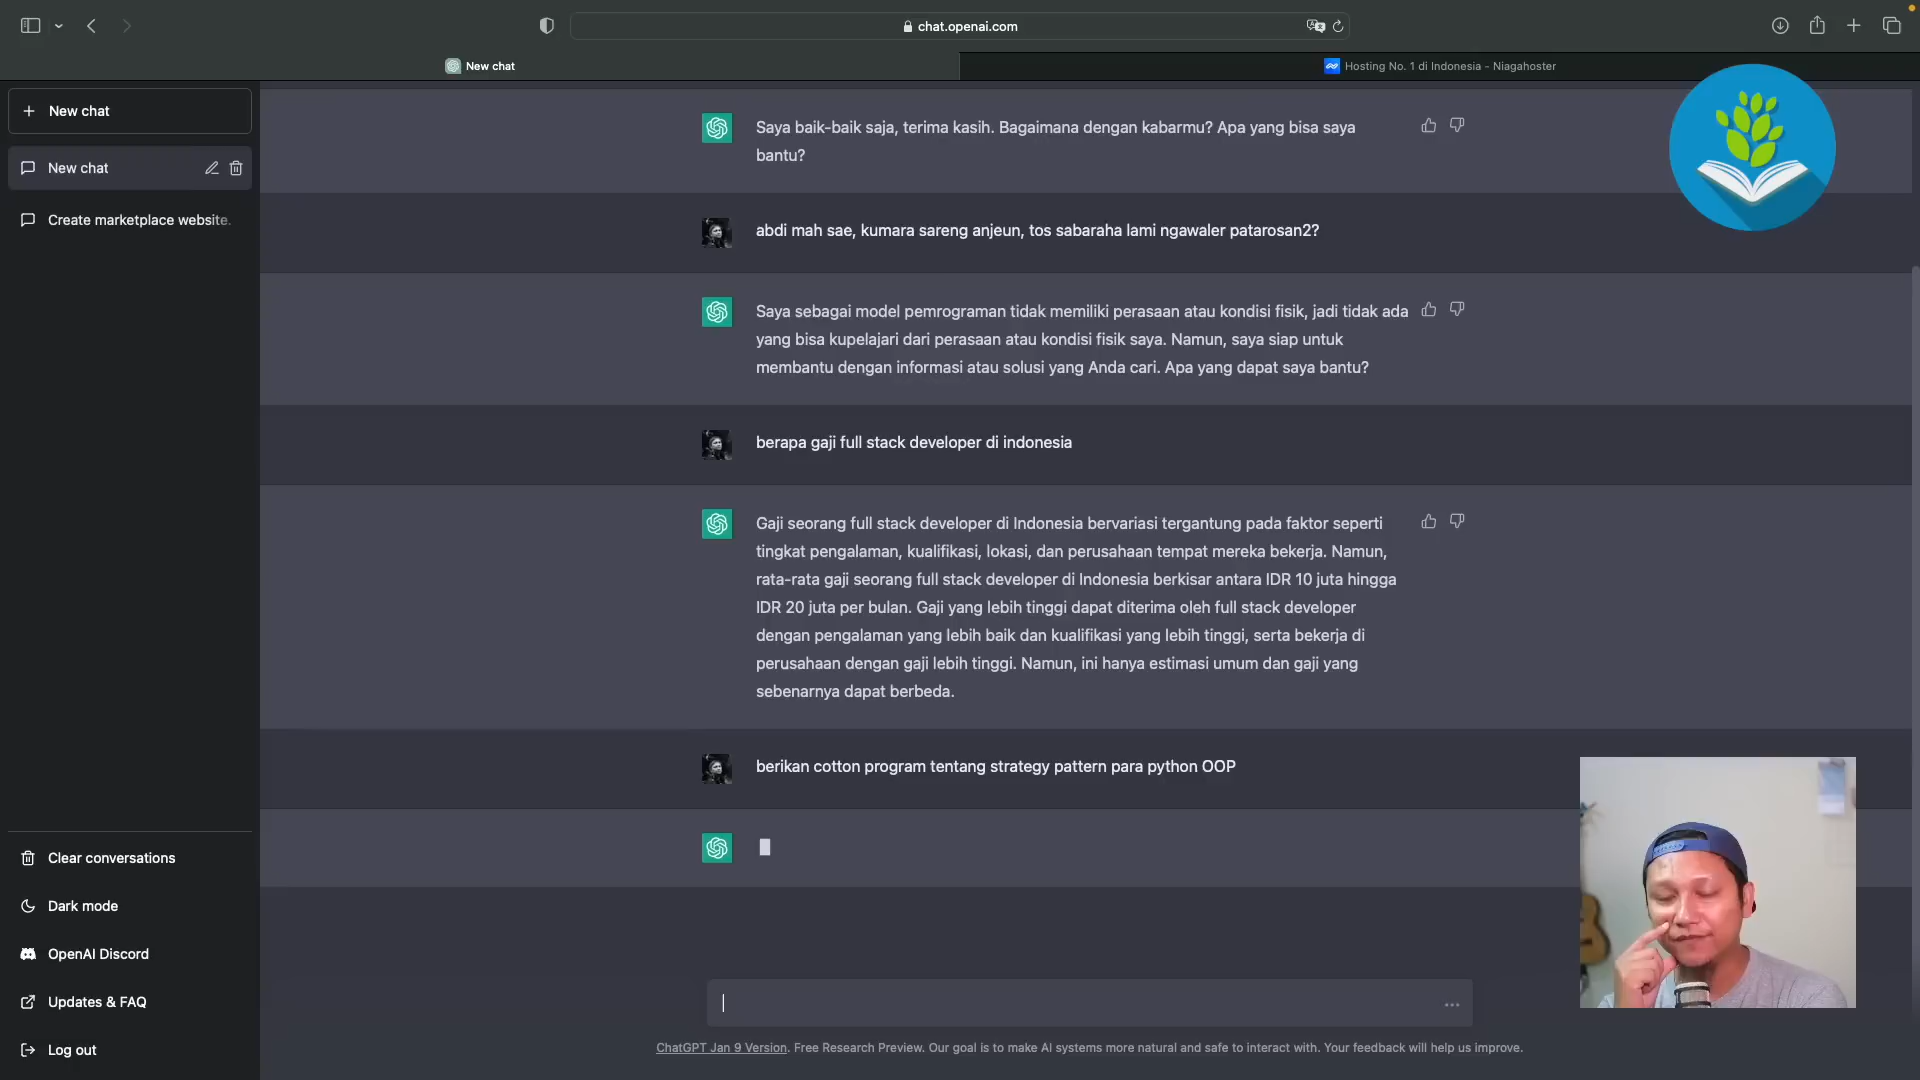 chat.openai.com
New chat
Hosting No. 1 di Indonesia - Niagahoster
New chat
New chat
Create marketplace website.
Saya baik-baik saja, terima kasih. Bagaimana dengan kabarmu? Apa yang bisa saya
bantu?
abdi mah sae, kumara sareng anjeun, tos sabaraha lami ngawaler patarosan2?
Saya sebagai model pemrograman tidak memiliki perasaan atau kondisi fisik, jadi tidak ada
yang bisa kupelajari dari perasaan atau kondisi fisik saya. Namun, saya siap untuk
membantu dengan informasi atau solusi yang Anda cari. Apa yang dapat saya bantu?
berapa gaji full stack developer di indonesia
Gaji seorang full stack developer di Indonesia bervariasi tergantung pada faktor seperti
tingkat pengalaman, kualifikasi, lokasi, dan perusahaan tempat mereka bekerja. Namun,
rata-rata gaji seorang full stack developer di Indonesia berkisar antara IDR 10 juta hingga
IDR 20 juta per bulan. Gaji yang lebih tinggi dapat diterima oleh full stack developer
dengan pengalaman yang lebih baik dan kualifikasi yang lebih tinggi, serta bekerja di
perusahaan dengan gaji lebih tinggi. Namun, ini hanya estimasi umum dan gaji yang
sebenarnya dapat berbeda.
berikan cotton program tentang strategy pattern para python OOP
Clear conversations
Dark mode
OpenAI Discord
Updates & FAQ
Log out
ChatGPT Jan 9 Version. Free Research Preview. Our goal is to make AI systems more natural and safe to interact with. Your feedback will help us improve.